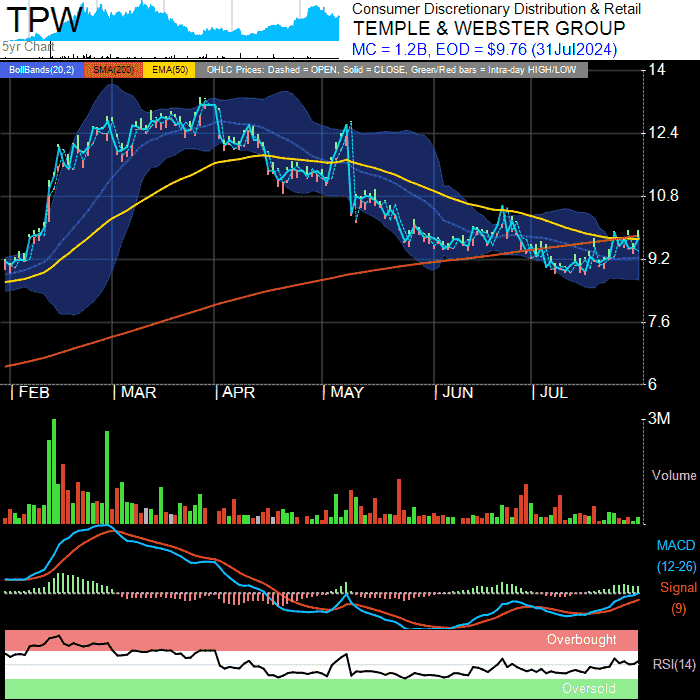 TPW
5yr Chart
Consumer Discretionary Distribution & Retail
TEMPLE & WEBSTER GROUP
MC = 1.2B, EOD = $9.76 (31Jul2024)
BollBands(20,2) SMA(200) EMA(50) OHLC Prices: Dashed = OPEN, Solid = CLOSE, Green/Red bars = Intra-day HIGH/LOW
14
12.4
10.8
9.2
7.6
6
FEB MAR APR MAY JUN JUL
3M
Volume
MACD
(12-26)
Signal
(9)
Overbought
RSI(14)
Oversold